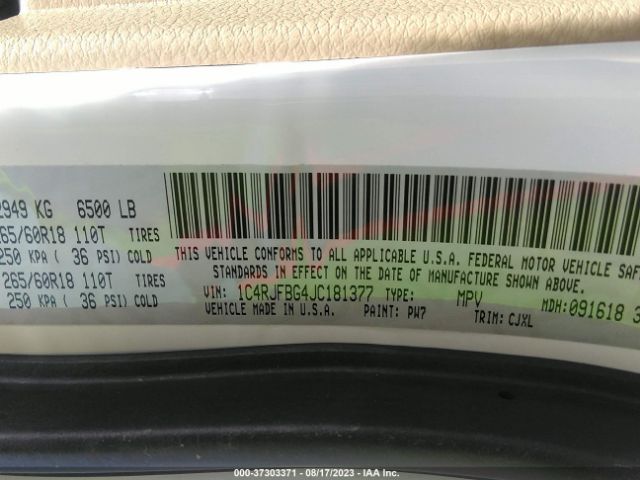 2949 KG 6500 LB
265/60R18 110T TIRES
250 KPA ( 36 PSI) COLD
265/60R18 110T TIRES
250 KPA ( 36 PSI) COLD
THIS VEHICLE CONFORMS TO ALL APPLICABLE U.S.A. FEDERAL MOTOR VEHICLE SAF
STANDARDS IN EFFECT ON THE DATE OF MANUFACTURE SHOWN ABOVE.
VIN: 1C4RJFBG4JC181377 TYPE: MPV MDH:091618 3
VEHICLE MADE IN U.S.A. PAINT: PW7 TRIM: CJXL
000-37303371 - 08/17/2023 - IAA Inc.